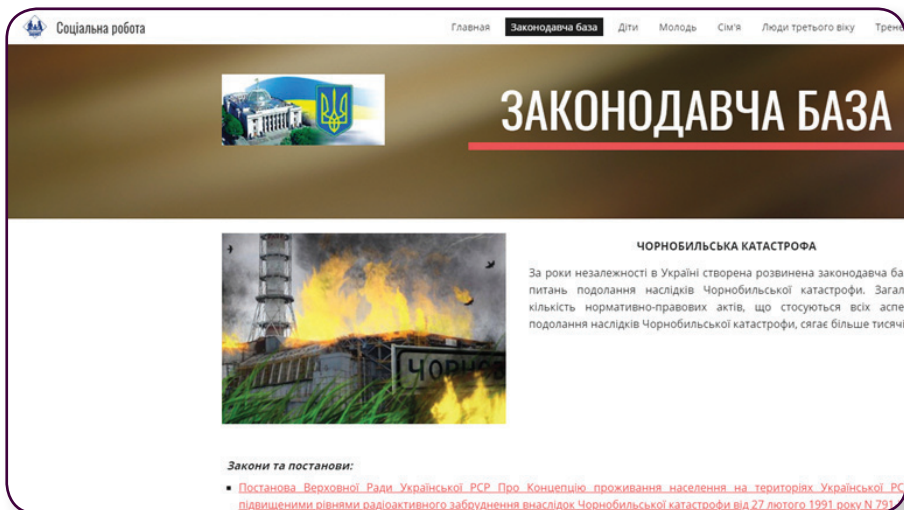 Соціальна робота
Главная Законодавча база Діти Молодь Сім'я Люди третього віку Трене
ЗАКОНОДАВЧА БАЗА
ЧОРНОБИЛЬСЬКА КАТАСТРОФА
За роки незалежності в Україні створена розвинена законодавча ба
питань подолання наслідків Чорнобильської катастрофи. Загал
кількість нормативно-правових актів, що стосуються всіх аспе
подолання наслідків Чорнобильської катастрофи, сягає більше тисячі
ЧОРНОБ
Закони та постанови:
Постанова Верховної Ради Української РСР Про Концепцію проживання населення на територіях Української РС
підвищеними рівнями радіоактивного забруднення внаслідок Чорнобильської катастрофи від 27 лютого 1991 року N 791-